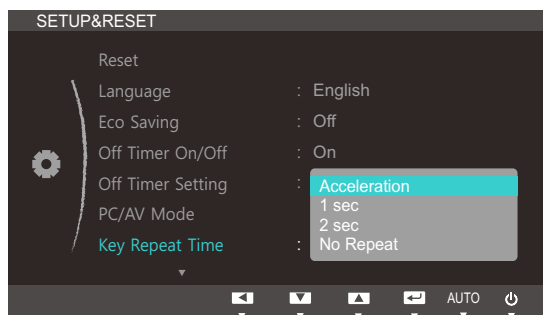 SETUP&RESET
Reset
Language : English
Eco Saving : Off
Off Timer On/Off : On
Off Timer Setting :
PC/AV Mode
Key Repeat Time :
Acceleration
1 sec
2 sec
No Repeat
AUTO